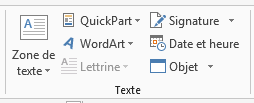 Zone de
texte
QuickPart
WordArt
Lettrine
Signature
Date et heure
Objet
Texte